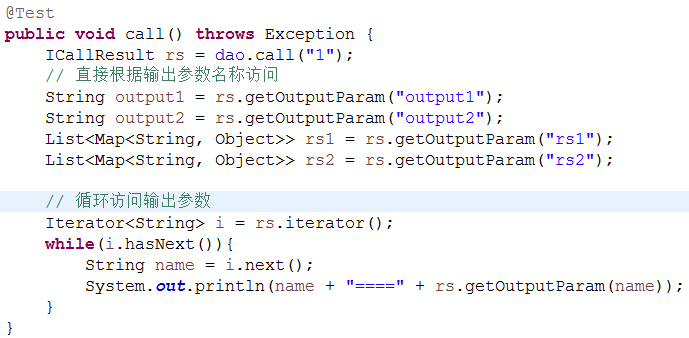 @Test
public void call() throws Exception {
    ICallResult rs = dao.call("1");
    // 直接根据输出参数名称访问
    String output1 = rs.getOutputParam("output1");
    String output2 = rs.getOutputParam("output2");
    List<Map<String, Object>> rs1 = rs.getOutputParam("rs1");
    List<Map<String, Object>> rs2 = rs.getOutputParam("rs2");
    // 循环访问输出参数
    Iterator<String> i = rs.iterator();
    while(i.hasNext()){
        String name = i.next();
        System.out.println(name + "====" + rs.getOutputParam(name));
    }
}